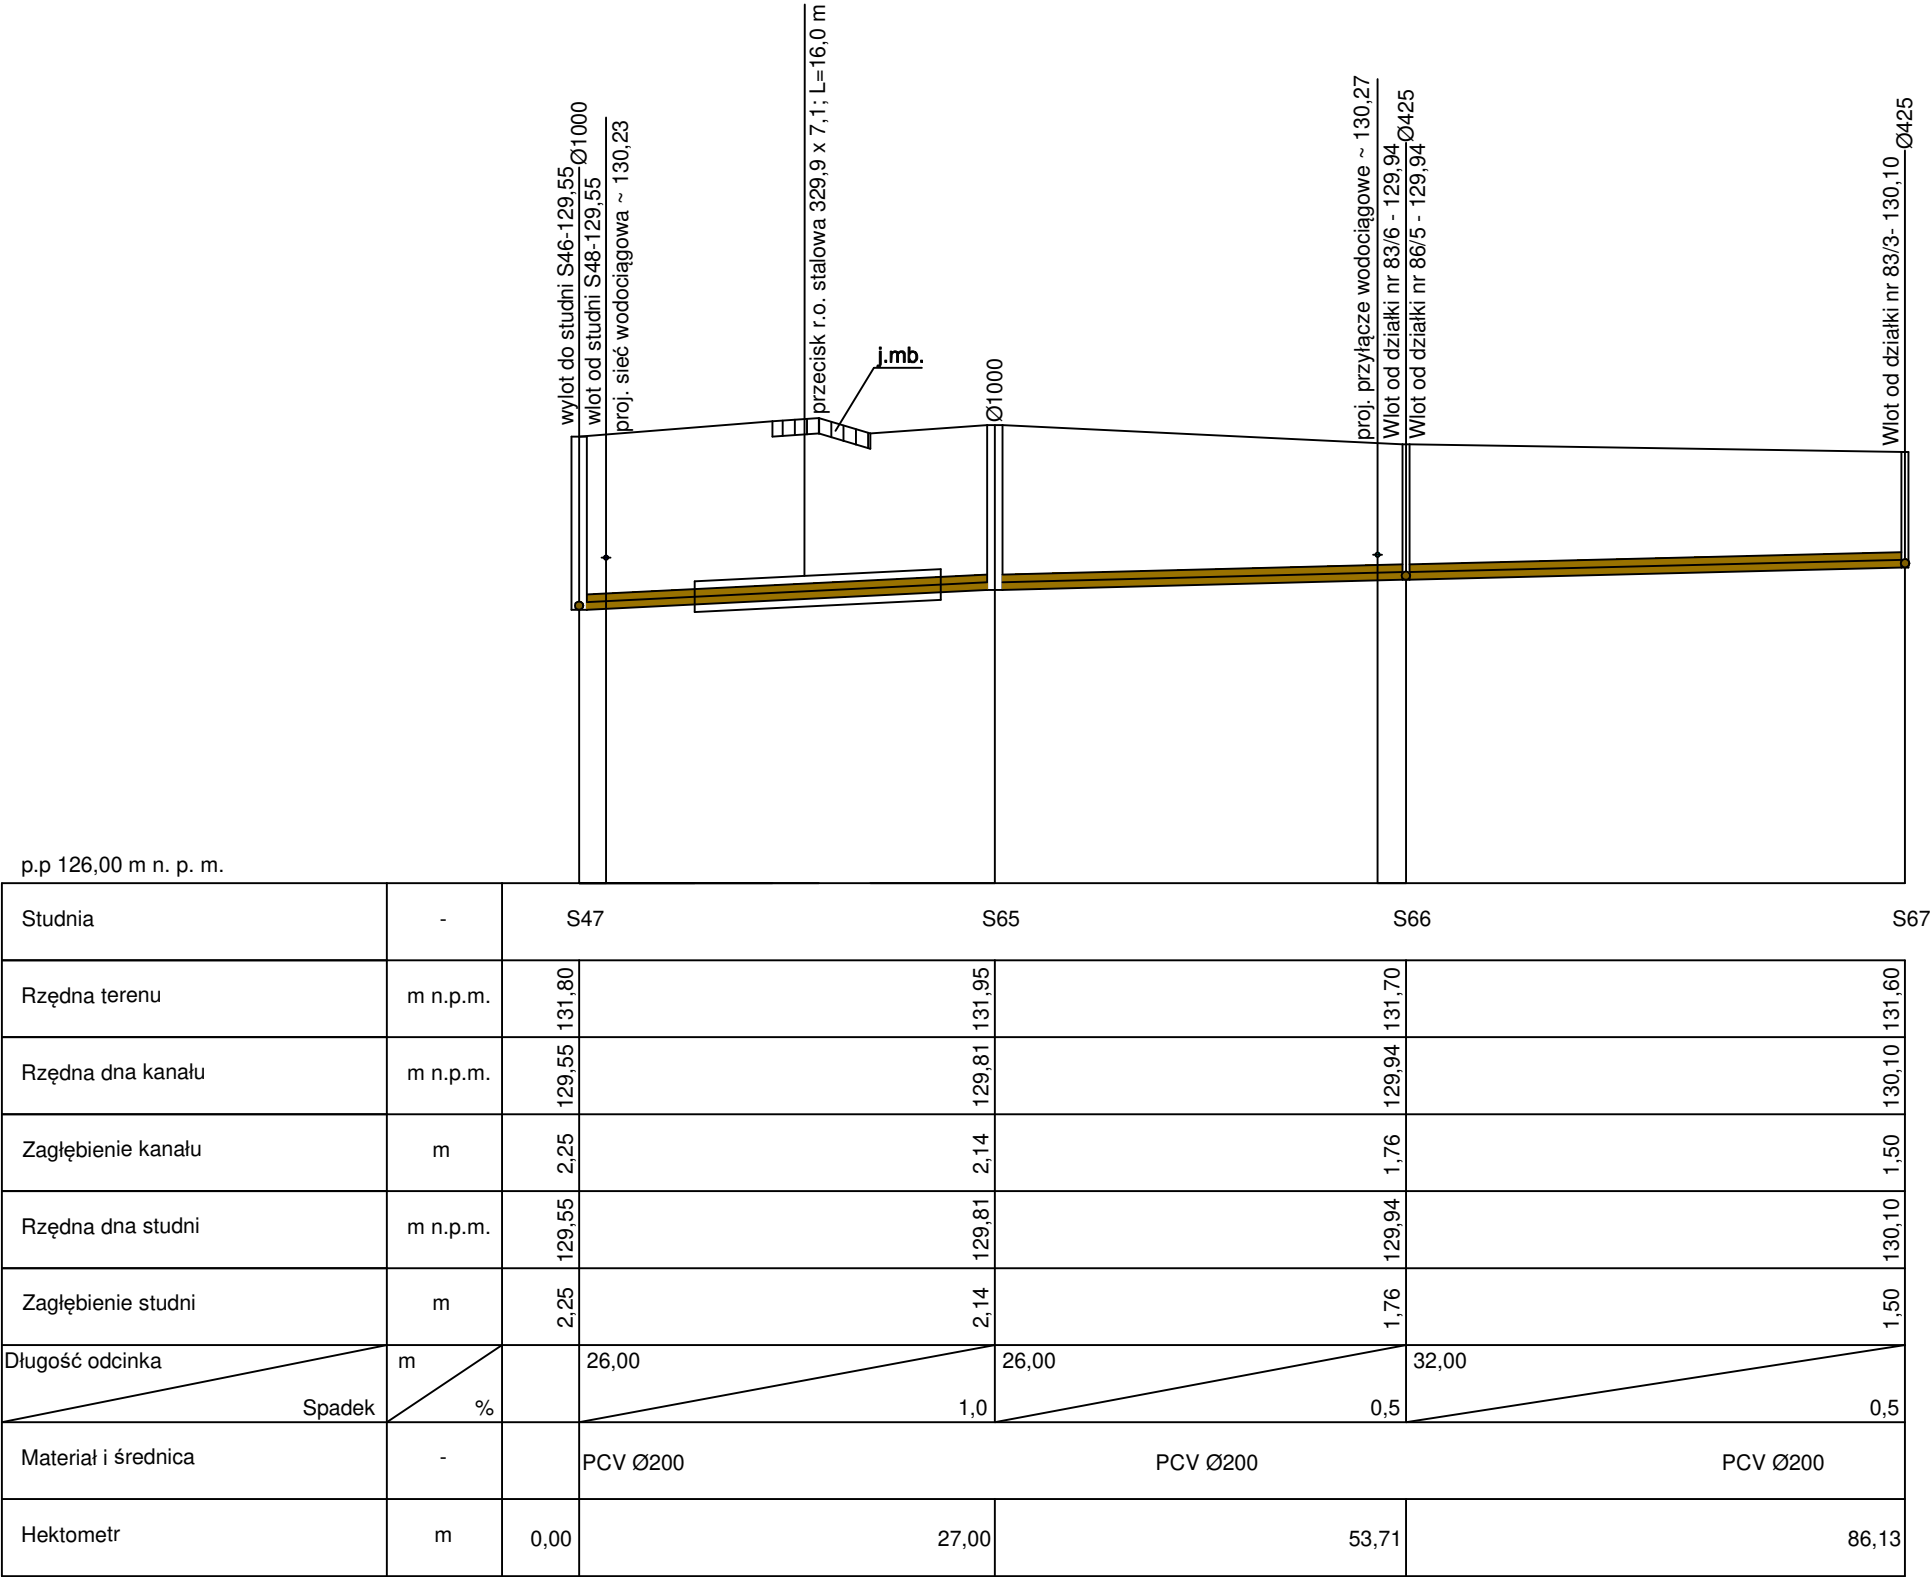 wylot do studni S46-129,55
Ø1000
wlot od studni S48-129,55
proj. sieć wodociągowa ~ 130,23
przecisk r.o. stalowa 329,9 x 7,1; L=16,0 m
j.mb.
Ø1000
proj. przyłącze wodociągowe ~ 130,27
Wlot od działki nr 83/6 - 129,94
Ø425
Wlot od działki nr 86/5 - 129,94
Wlot od działki nr 83/3- 130,10
Ø425
p.p 126,00 m n. p. m.
Studnia - S47 S65 S66 S67
Rzędna terenu m n.p.m. 131,80 131,95 131,70 131,60
Rzędna dna kanału m n.p.m. 129,55 129,81 129,94 130,10
Zagłębienie kanału m 2,25 2,14 1,76 1,50
Rzędna dna studni m n.p.m. 129,55 129,81 129,94 130,10
Zagłębienie studni m 2,25 2,14 1,76 1,50
Długość odcinka m 26,00 26,00 32,00
Spadek % 1,0 0,5 0,5
Materiał i średnica - PCV Ø200 PCV Ø200 PCV Ø200
Hektometr m 0,00 27,00 53,71 86,13